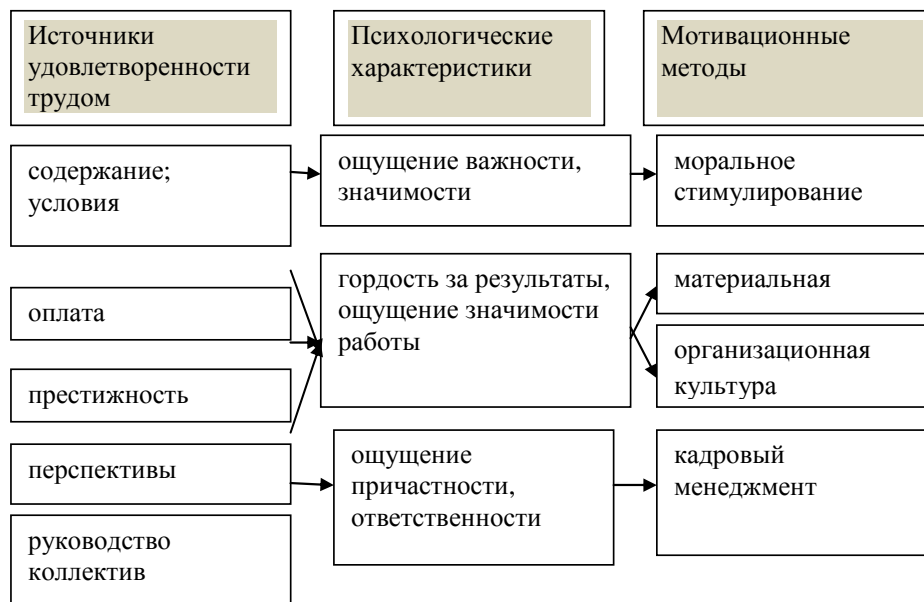 Источники
удовлетворенности
трудом
Психологические
характеристики
Мотивационные
методы
содержание;
условия
ощущение важности,
значимости
моральное
стимулирование
оплата
престижность
гордость за результаты,
ощущение значимости
работы
материальная
организационная
культура
перспективы
руководство
коллектив
ощущение
причастности,
ответственности
кадровый
менеджмент